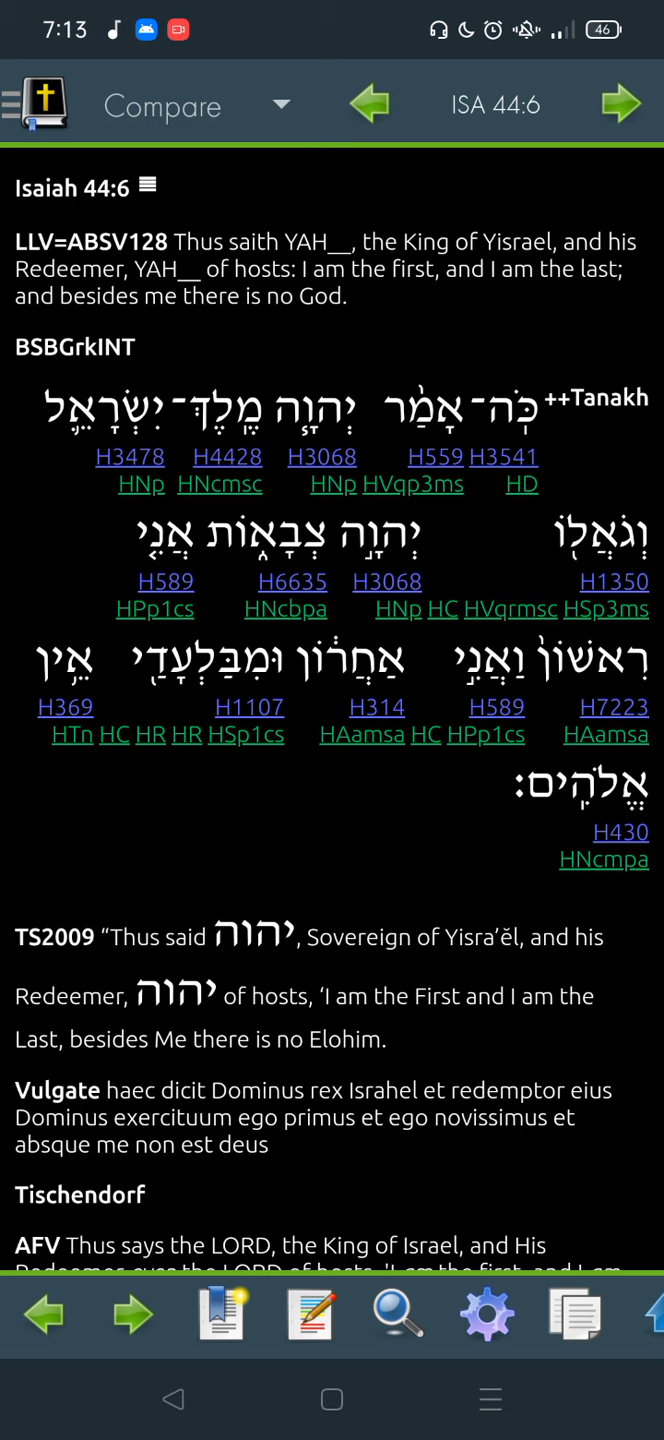 7:13
46
Compare
ISA 44:6
Isaiah 44:6
LLV=ABSV128 Thus saith YAH__, the King of Yisrael, and his
Redeemer, YAH__ of hosts: I am the first, and I am the last;
and besides me there is no God.
BSBGrkINT
++Tanakh כֹּֽה־אָמַ֨ר יְהוָ֧ה מֶֽלֶךְ־יִשְׂרָאֵ֛ל
H3478 H4428 H3068 H559 H3541
HNp HNcmsc HNp HVqp3ms HD
וְגֹאֲל֖וֹ יְהוָ֣ה צְבָא֑וֹת אֲנִ֤י
H589 H6635 H3068 H1350
HPp1cs HNcbpa HNp HC HVqrmsc HSp3ms
רִאשׁוֹן֙ וַאֲנִ֣י אַחֲר֔וֹן וּמִבַּלְעָדַ֖י אֵ֥ין
H369 H1107 H314 H589 H7223
HTn HC HR HR HSp1cs HAamsa HC HPp1cs HAamsa
אֱלֹהִֽים׃
H430
HNcmpa
TS2009 “Thus said יהוה, Sovereign of Yisra’ĕl, and his
Redeemer, יהוה of hosts, ‘I am the First and I am the
Last, besides Me there is no Elohim.
Vulgate haec dicit Dominus rex Israhel et redemptor eius
Dominus exercituum ego primus et ego novissimus et
absque me non est deus
Tischendorf
AFV Thus says the LORD, the King of Israel, and His